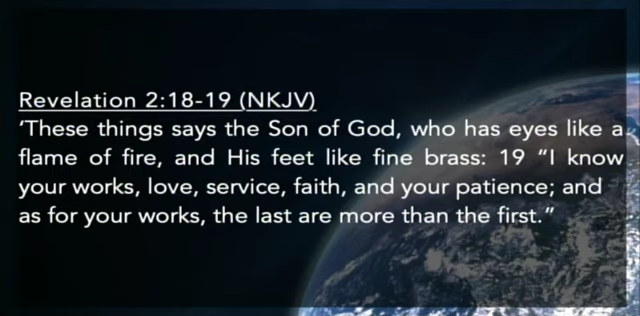 Revelation 2:18-19 (NKJV)
‘These things says the Son of God, who has eyes like a
flame of fire, and His feet like fine brass: 19 “I know
your works, love, service, faith, and your patience; and
as for your works, the last are more than the first.”